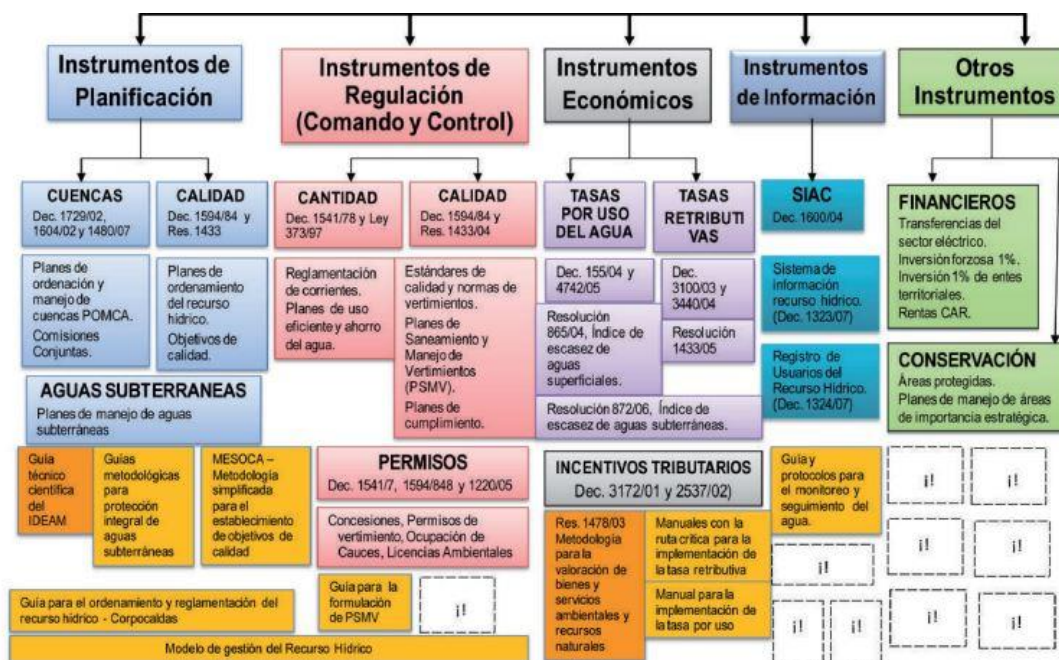 Instrumentos de
Planificación
Instrumentos de
Regulación
(Comando y Control)
Instrumentos
Económicos
Instrumentos
de Información
Otros
Instrumentos
CUENCAS
Dec. 1729/02,
1604/02 y 1480/07
CALIDAD
Dec. 1594/84 y
Res. 1433
CANTIDAD
Dec. 1541/78 y Ley
373/97
CALIDAD
Dec. 1594/84 y
Res. 1433/04
TASAS
POR USO
DEL AGUA
TASAS
RETRIBUTI
VAS
SIAC
Dec. 1600/04
FINANCIEROS
Transferencias del
sector eléctrico.
Inversión forzosa 1%.
Inversión 1% de entes
territoriales.
Rentas CAR.
Planes de
ordenación y
manejo de
cuencas POMCA.
Comisiones
Conjuntas.
Planes de
ordenamiento
del recurso
hídrico.
Objetivos de
calidad.
Reglamentación de
corrientes.
Planes de uso
eficiente y ahorro
del agua.
Estándares de
calidad y normas de
vertimientos.
Planes de
Saneamiento y
Manejo de
Vertimientos
(PSMV).
Planes de
cumplimiento.
Dec. 155/04 y
4742/05
Resolución
865/04, Índice de
escasez de
aguas
superficiales.
Dec.
3100/03 y
3440/04
Resolución
1433/05
Resolución 872/06, Índice de
escasez de aguas subterráneas.
Sistema de
información
recurso hídrico.
(Dec. 1323/07)
Registro de
Usuarios del
Recurso Hídrico.
(Dec. 1324/07)
CONSERVACIÓN
Áreas protegidas.
Planes de manejo de áreas
de importancia estratégica.
AGUAS SUBTERRANEAS
Planes de manejo de aguas
subterráneas
Guía
técnico
científica
del
IDEAM
Guías
metodológicas
para
protección
integral de
aguas
subterráneas
MESOCA –
Metodología
simplificada
para el
establecimiento
de objetivos de
calidad
PERMISOS
Dec. 1541/7, 1594/848 y 1220/05
Concesiones, Permisos de
vertimiento, Ocupación de
Cauces, Licencias Ambientales
INCENTIVOS TRIBUTARIOS
Dec. 3172/01 y 2537/02)
Res. 1478/03
Metodología
para la
valoración de
bienes y
servicios
ambientales y
recursos
naturales
Manuales con la
ruta crítica para la
implementación de
la tasa retributiva
Manual para la
implementación de
la tasa por uso
Guía y
protocolos para
el monitoreo y
seguimiento del
agua.
¡!
¡!
¡!
¡!
¡!
¡!
¡!
¡!
¡!
Guía para la
formulación
de PSMV
¡!
Guía para el ordenamiento y reglamentación del
recurso hídrico - Corpocaldas
Modelo de gestión del Recurso Hídrico